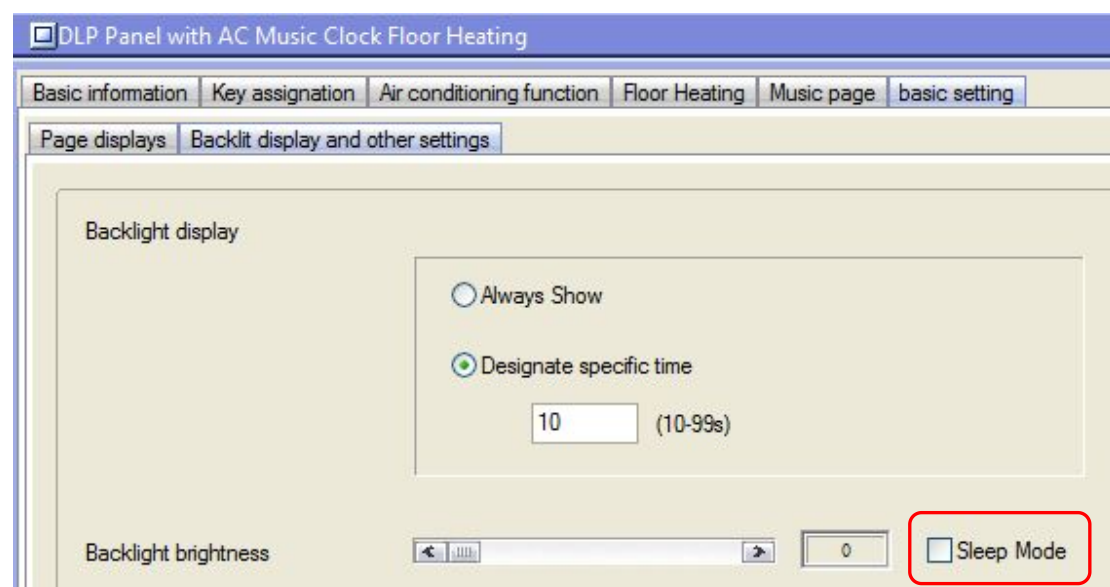 DLP Panel with AC Music Clock Floor Heating
Basic information Key assignation Air conditioning function Floor Heating Music page basic setting
Page displays Backlit display and other settings
Backlight display
Always Show
Designate specific time
10 (10-99s)
Backlight brightness 0 Sleep Mode